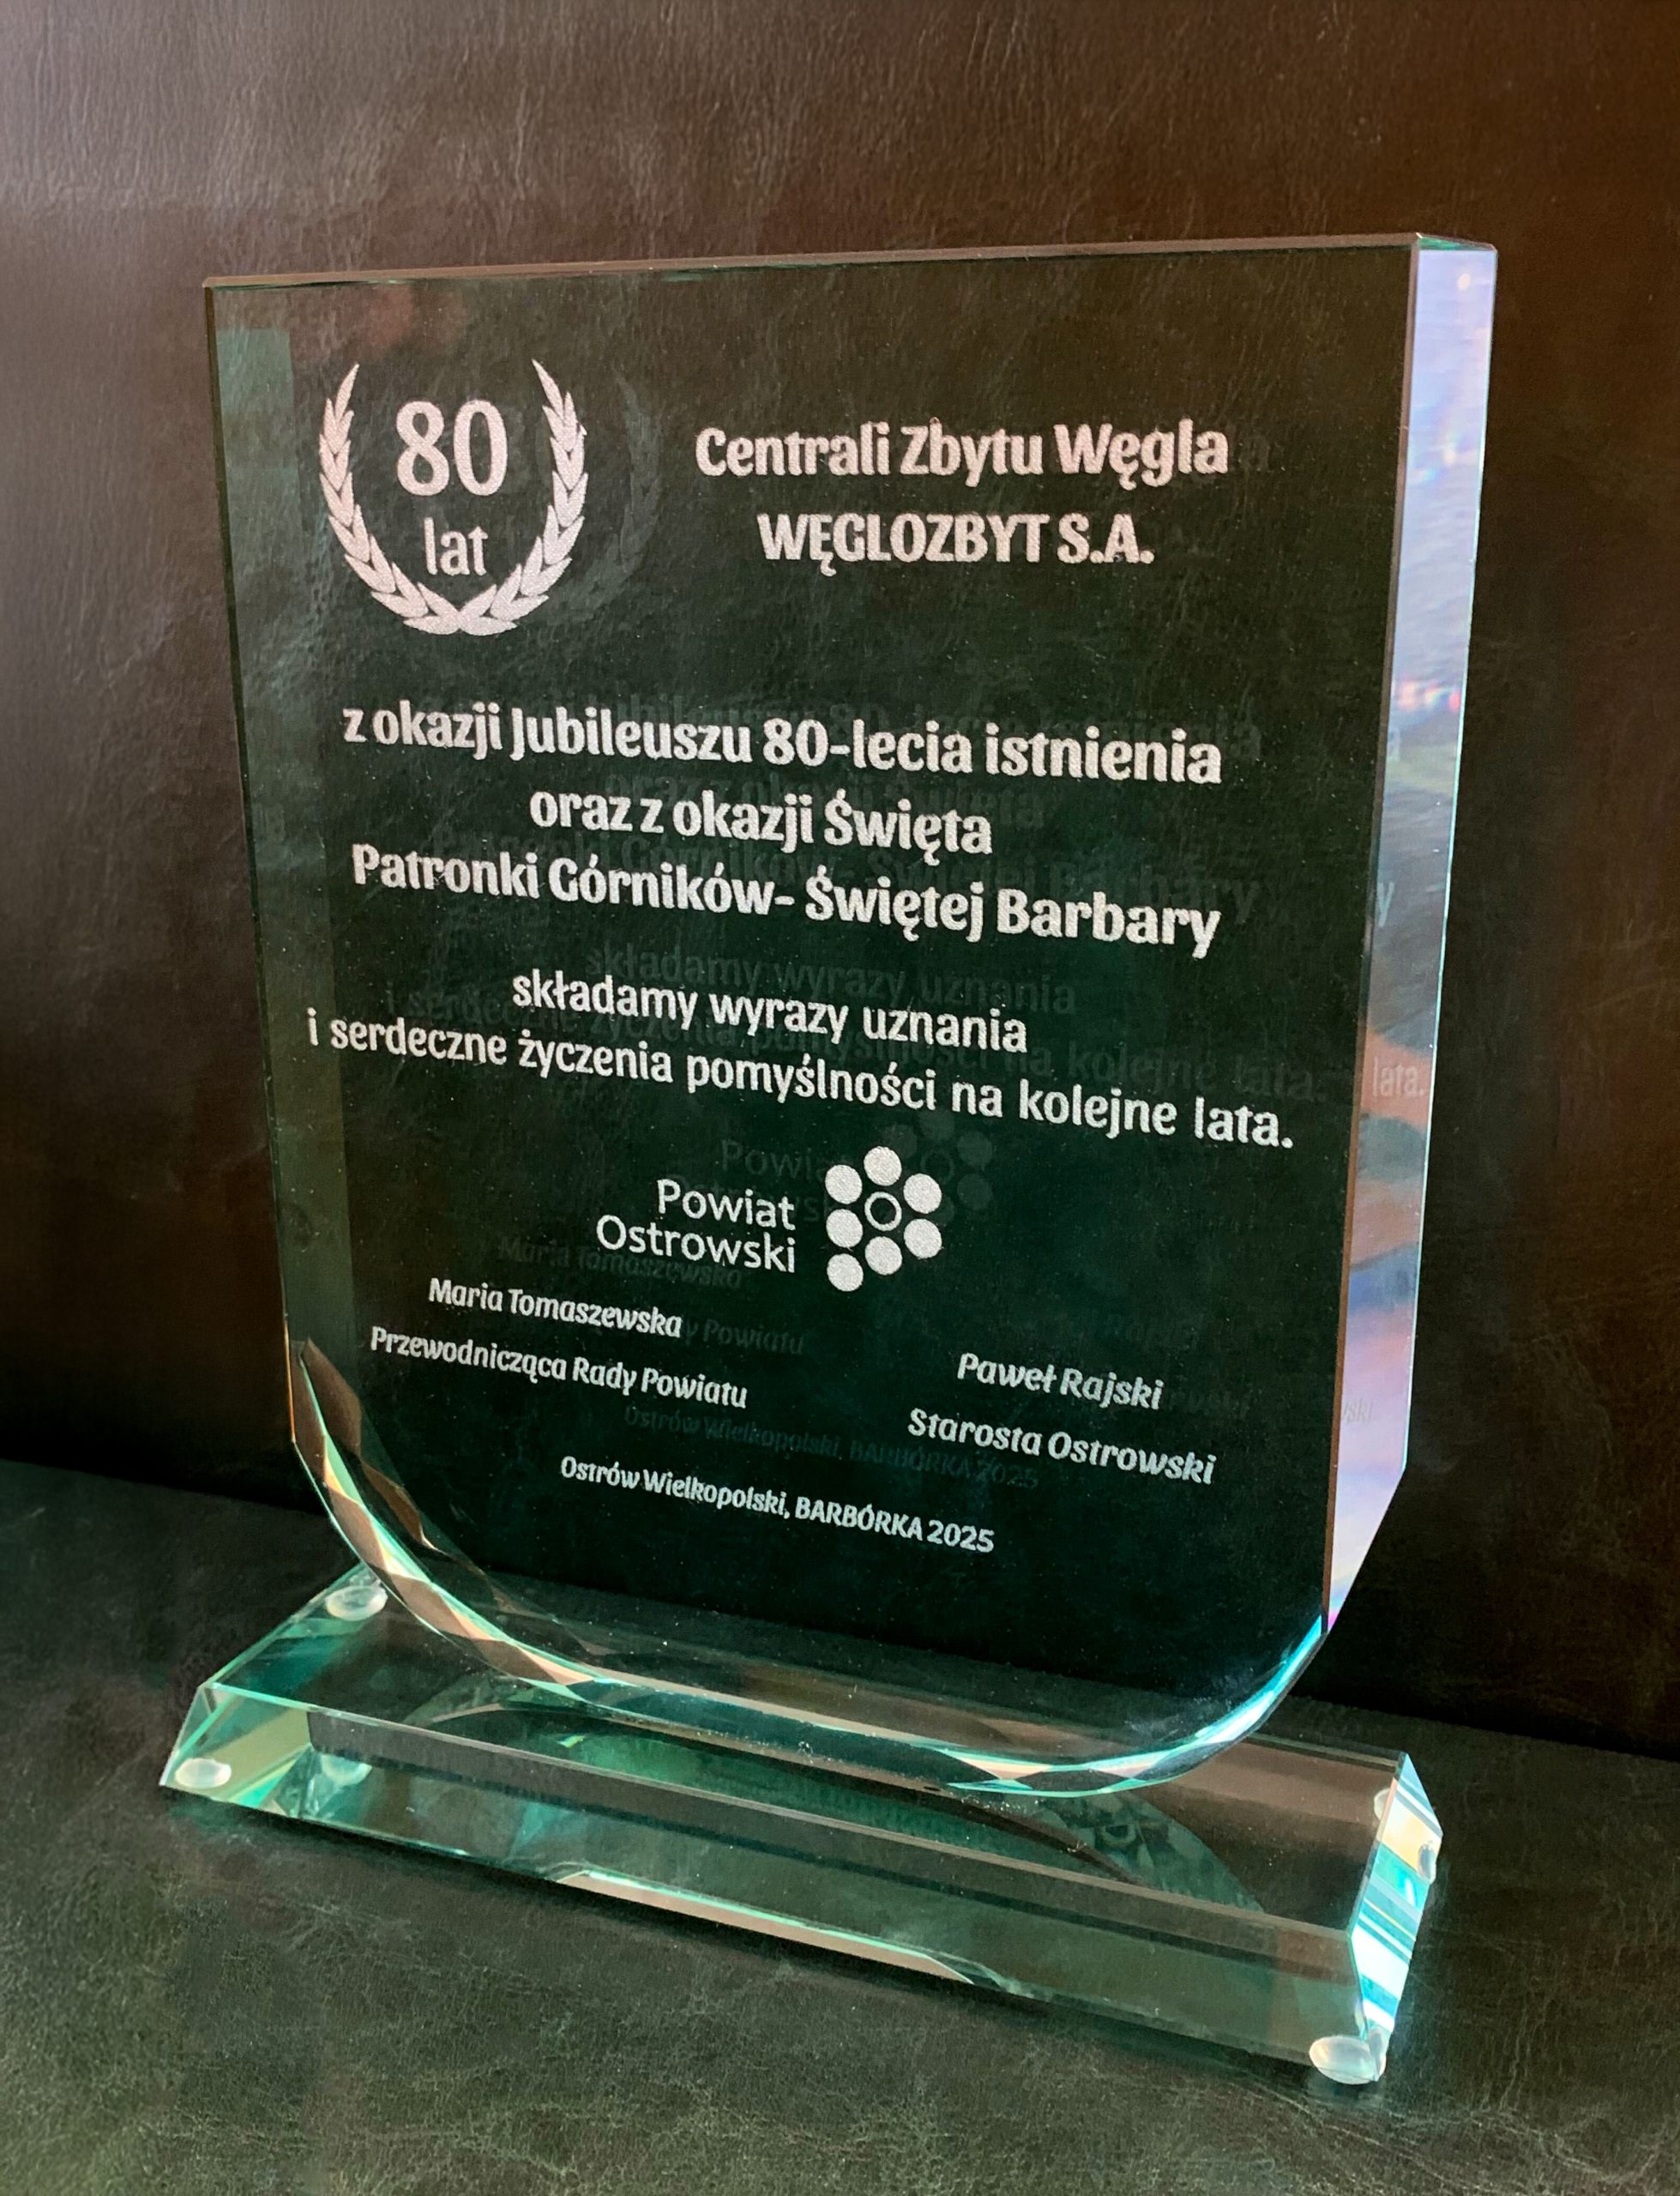 80
lat
Centrali Zbytu Węgla
WĘGLOZBYT S.A.
z okazji Jubileuszu 80-lecia istnienia
oraz z okazji Święta
Patronki Górników- Świętej Barbary
składamy wyrazy uznania
i serdeczne życzenia pomyślności na kolejne lata.
Powiat
Ostrowski
Maria Tomaszewska
Przewodnicząca Rady Powiatu
Paweł Rajski
Starosta Ostrowski
Ostrów Wielkopolski, BARBÓRKA 2025